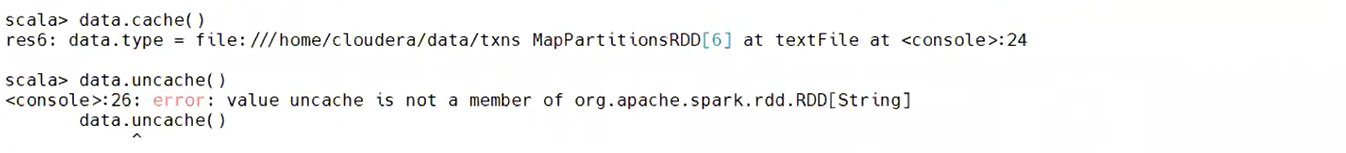 scala> data.cache()
res6: data.type = file:///home/cloudera/data/txns MapPartitionsRDD[6] at textFile at <console>:24
scala> data.uncache()
<console>:26: error: value uncache is not a member of org.apache.spark.rdd.RDD[String]
data.uncache()
^